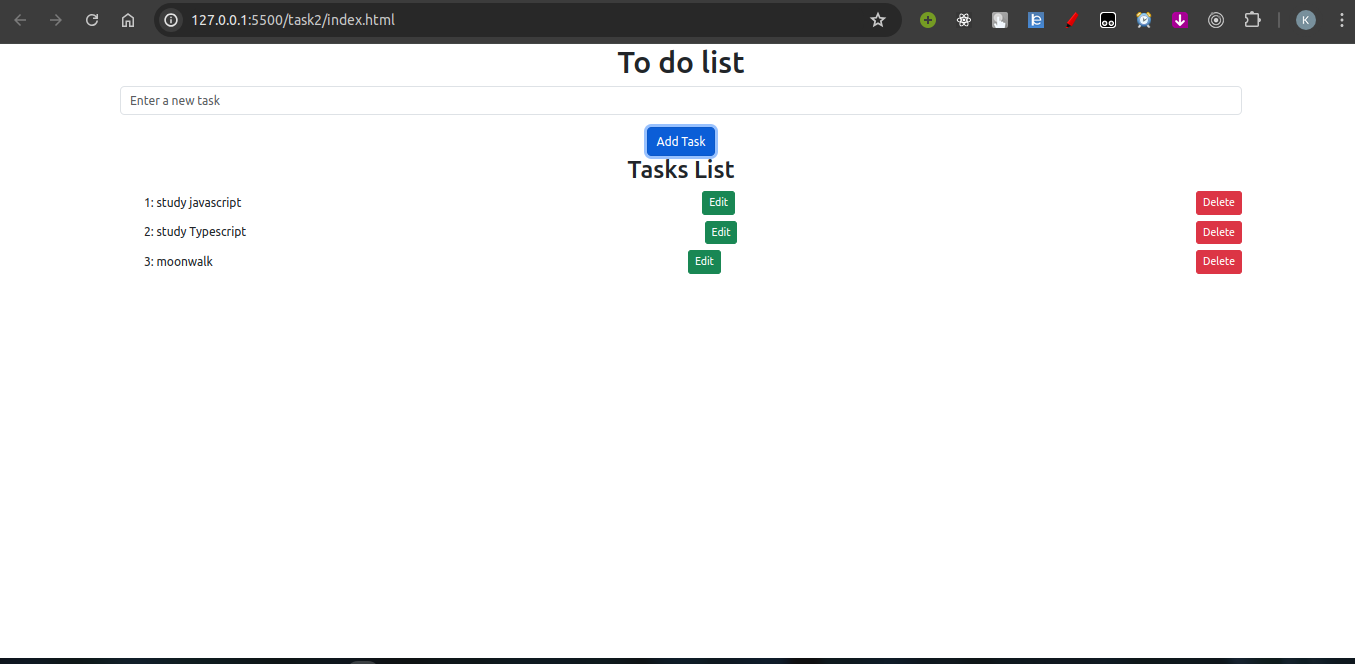 127.0.0.1:5500/task2/index.html
K
To do list
Enter a new task
Add Task
Tasks List
1: study javascript Edit Delete
2: study Typescript Edit Delete
3: moonwalk Edit Delete